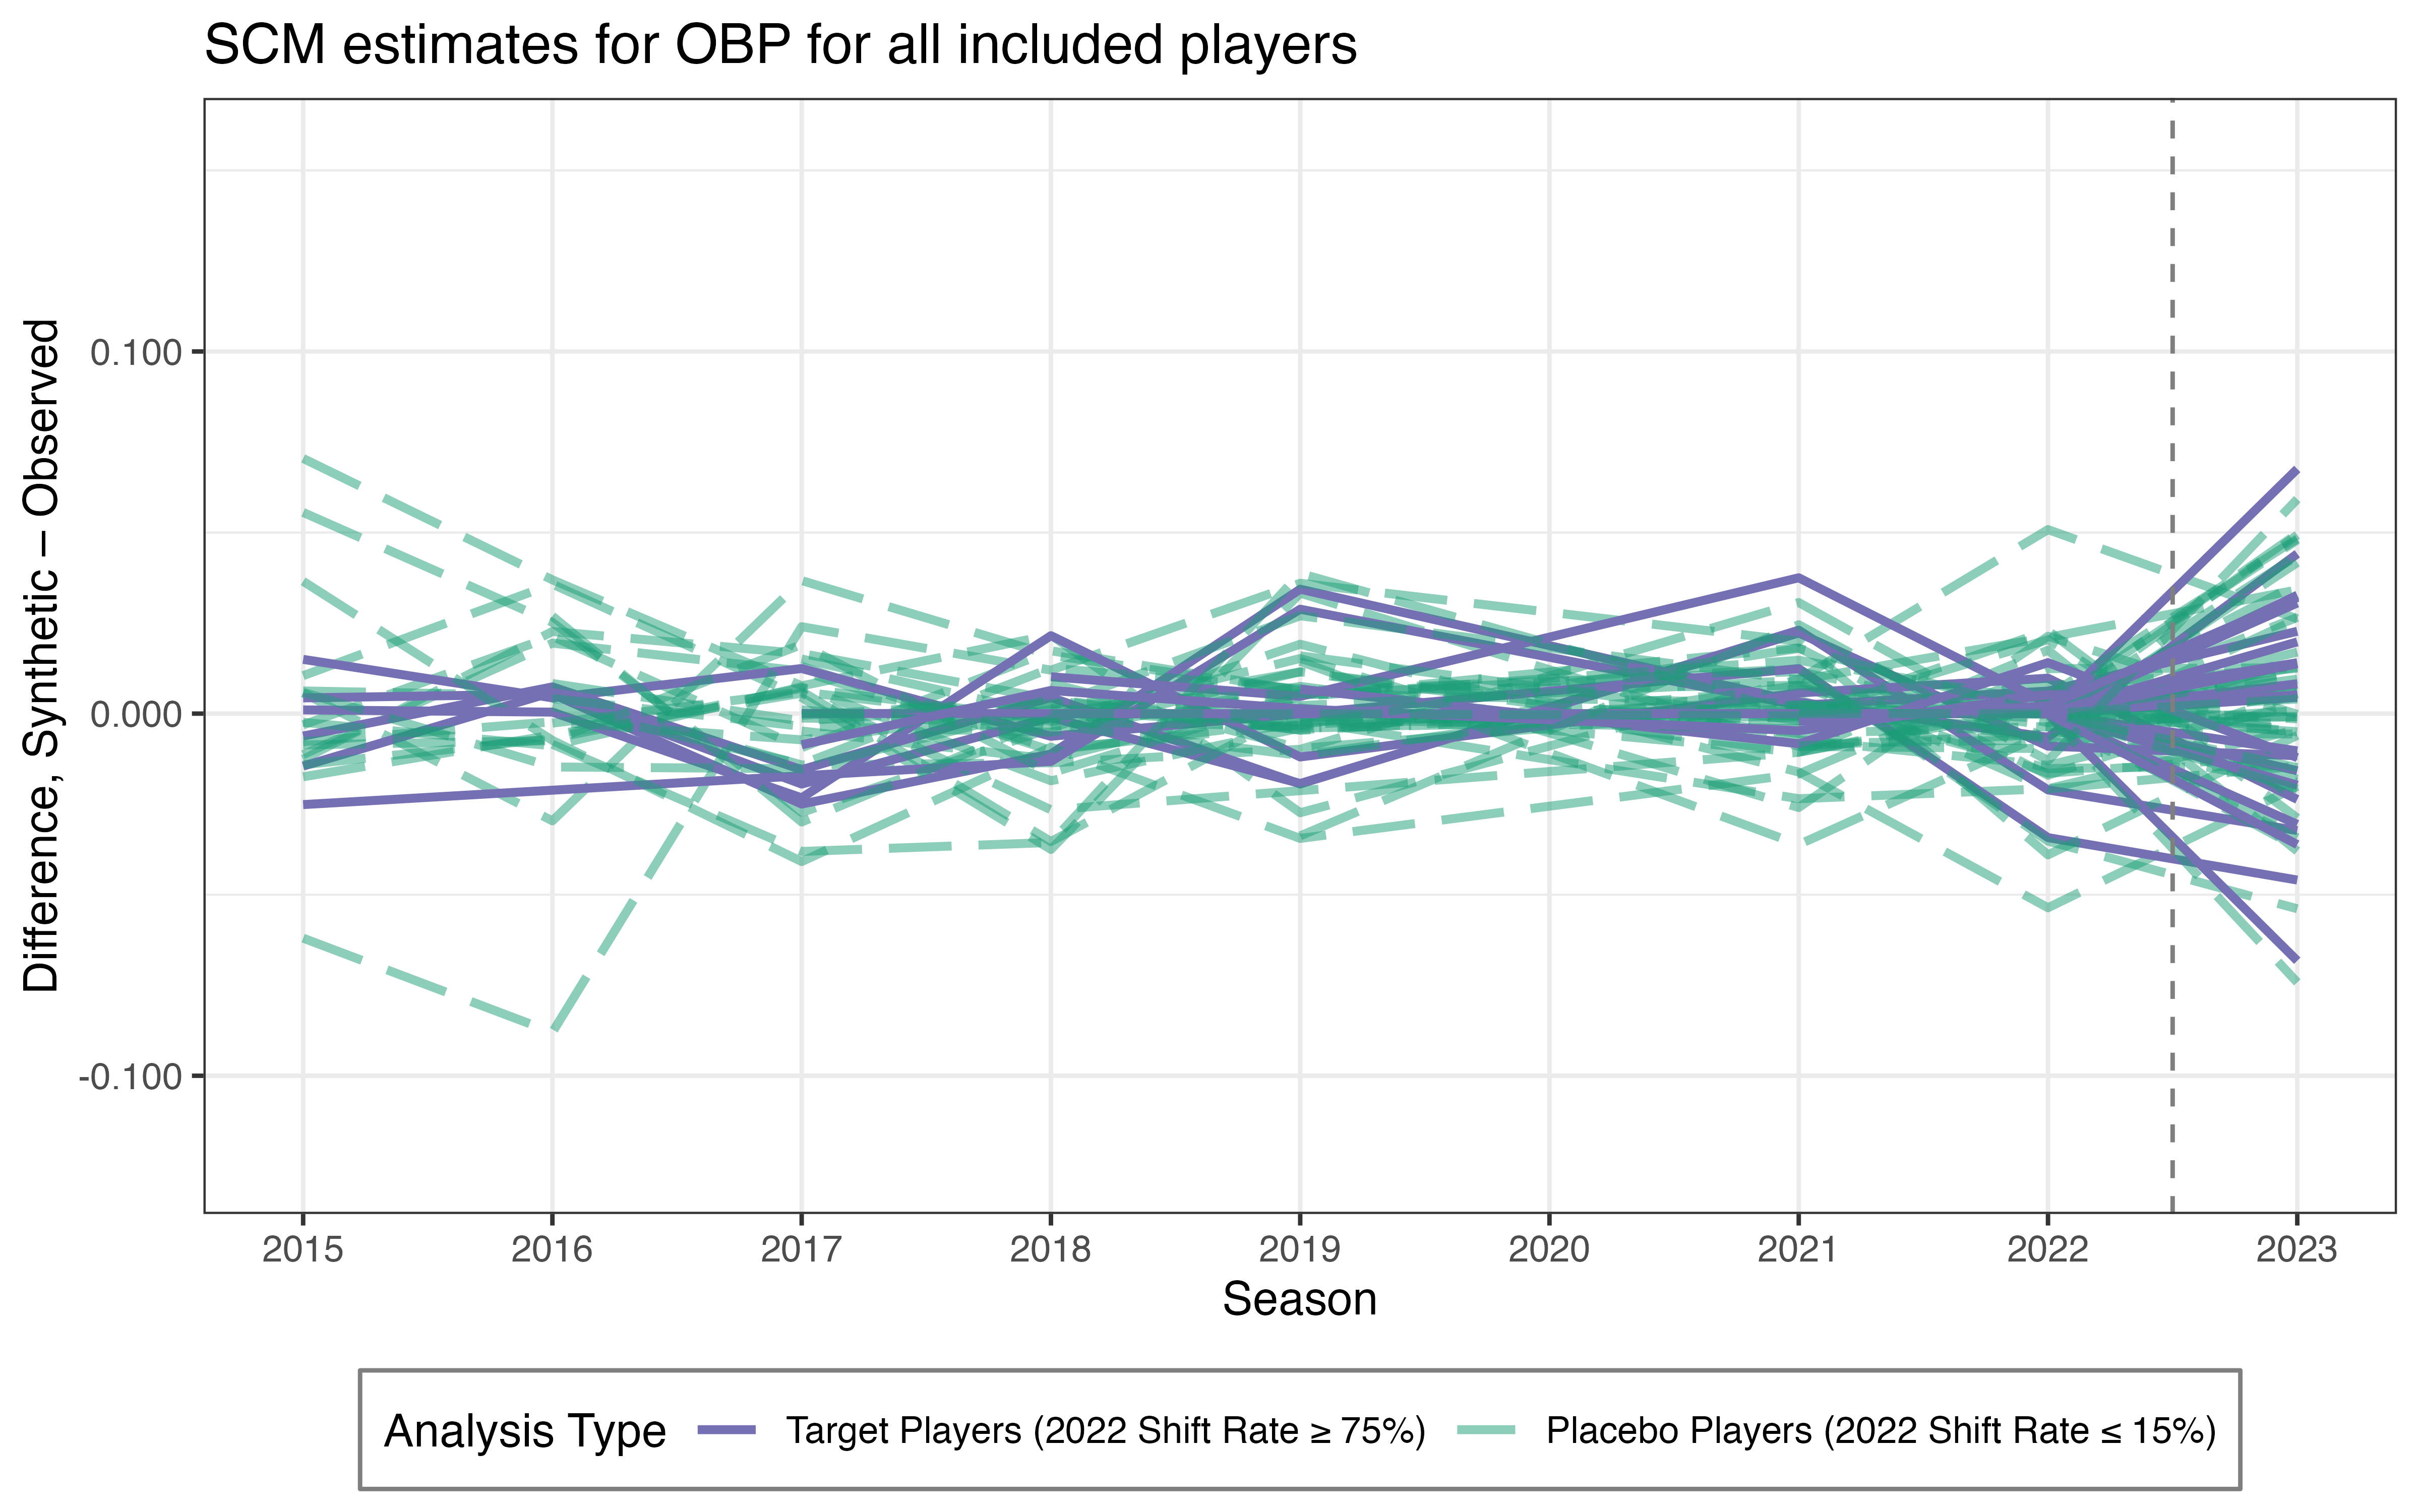 SCM estimates for OBP for all included players
Difference, Synthetic − Observed
0.100
0.000
-0.100
2015 2016 2017 2018 2019 2020 2021 2022 2023
Season
Analysis Type Target Players (2022 Shift Rate ≥ 75%) Placebo Players (2022 Shift Rate ≤ 15%)